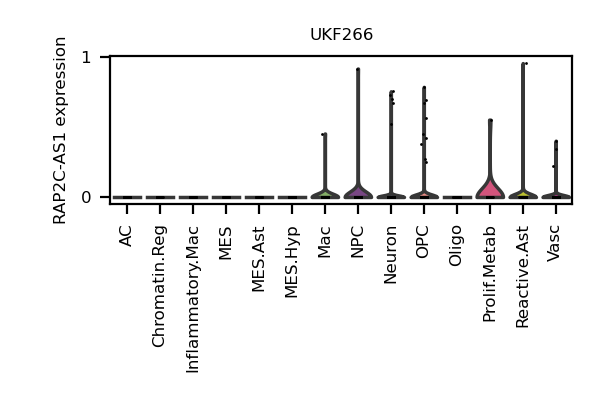 UKF266
RAP2C-AS1 expression
1
0
AC
Chromatin.Reg
Inflammatory.Mac
MES
MES.Ast
MES.Hyp
Mac
NPC
Neuron
OPC
Oligo
Prolif.Metab
Reactive.Ast
Vasc